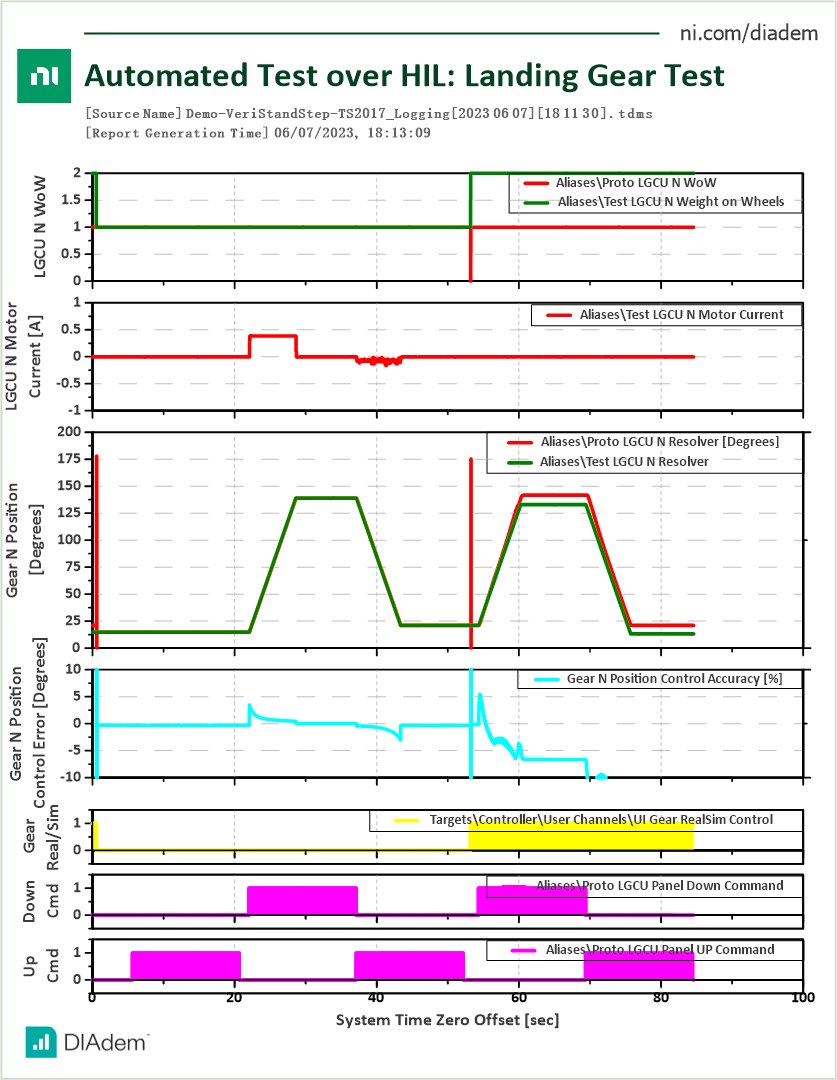 ni.com/diadem
ni
Automated Test over HIL: Landing Gear Test
[Source Name] Demo-VeriStandStep-TS2017_Logging[2023 06 07][18 11 30].tdms
[Report Generation Time] 06/07/2023, 18:13:09
LGCU N WoW
2
1.5
1
0.5
0
Aliases\Proto LGCU N WoW
Aliases\Test LGCU N Weight on Wheels
LGCU N Motor
Current [A]
1
0.5
0
-0.5
-1
Aliases\Test LGCU N Motor Current
Gear N Position
[Degrees]
200
175
150
125
100
75
50
25
0
Aliases\Proto LGCU N Resolver [Degrees]
Aliases\Test LGCU N Resolver
Gear N Position
Control Error [Degrees]
10
5
0
-5
-10
Gear N Position Control Accuracy [%]
Gear
Real/Sim
1
0
Targets\Controller\User Channels\UI Gear RealSim Control
Down
Cmd
1
0
Aliases\Proto LGCU Panel Down Command
Up
Cmd
1
0
Aliases\Proto LGCU Panel UP Command
0 20 40 60 80 100
System Time Zero Offset [sec]
DIAdem™